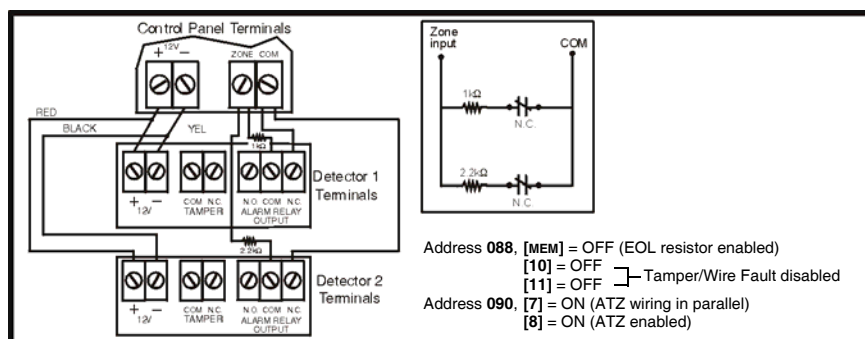 Control Panel Terminals
+ 12V −
ZONE COM
RED
BLACK
YEL
1kΩ
+ −
12V
COM N.C.
TAMPER
N.O. COM N.C.
ALARM RELAY
OUTPUT
Detector 1
Terminals
2.2kΩ
+ −
12V
COM N.C.
TAMPER
N.O. COM N.C.
ALARM RELAY
OUTPUT
Detector 2
Terminals
Zone
input
COM
1kΩ
N.C.
2.2kΩ
N.C.
Address 088, [MEM] = OFF (EOL resistor enabled)
[10] = OFF
[11] = OFF
Tamper/Wire Fault disabled
Address 090, [7] = ON (ATZ wiring in parallel)
[8] = ON (ATZ enabled)